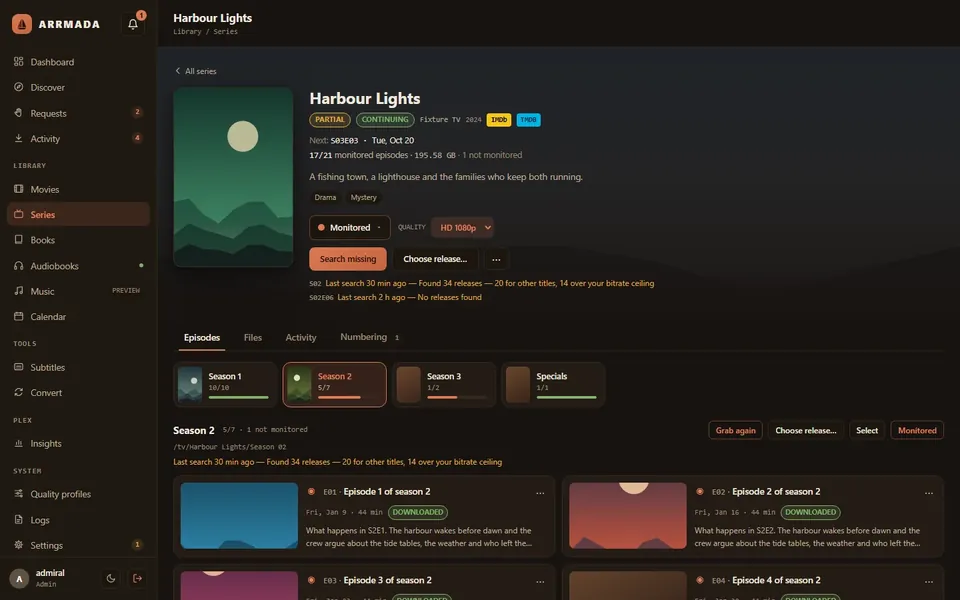 ARRMADA
1
Dashboard
Discover
Requests 2
Activity 4
LIBRARY
Movies
Series
Books
Audiobooks
Music PREVIEW
Calendar
TOOLS
Subtitles
Convert
PLEX
Insights
SYSTEM
Quality profiles
Logs
Settings 1
A admiral
Admin
Harbour Lights
Library / Series
All series
Harbour Lights
PARTIAL CONTINUING Fixture TV 2024 IMDB TMDB
Next: S03E03 · Tue, Oct 20
17/21 monitored episodes · 195.58 GB · 1 not monitored
A fishing town, a lighthouse and the families who keep both running.
Drama Mystery
Monitored QUALITY HD 1080p
Search missing Choose release... ...
S02 Last search 30 min ago — Found 34 releases — 20 for other titles, 14 over your bitrate ceiling
S02E06 Last search 2 h ago — No releases found
Episodes Files Activity Numbering 1
Season 1
10/10
Season 2
5/7
Season 3
1/2
Specials
1/1
Season 2 5/7 · 1 not monitored
Grab again Choose release... Select Monitored
/tv/Harbour Lights/Season 02
Last search 30 min ago — Found 34 releases — 20 for other titles, 14 over your bitrate ceiling
E01 · Episode 1 of season 2 ...
Fri, Jan 9 · 44 min DOWNLOADED
What happens in S2E1. The harbour wakes before dawn and the
crew argue about the tide tables, the weather and who left the...
E02 · Episode 2 of season 2 ...
Fri, Jan 16 · 44 min DOWNLOADED
What happens in S2E2. The harbour wakes before dawn and the
crew argue about the tide tables, the weather and who left the...
E03 · Episode 3 of season 2 ...
E04 · Episode 4 of season 2 ...